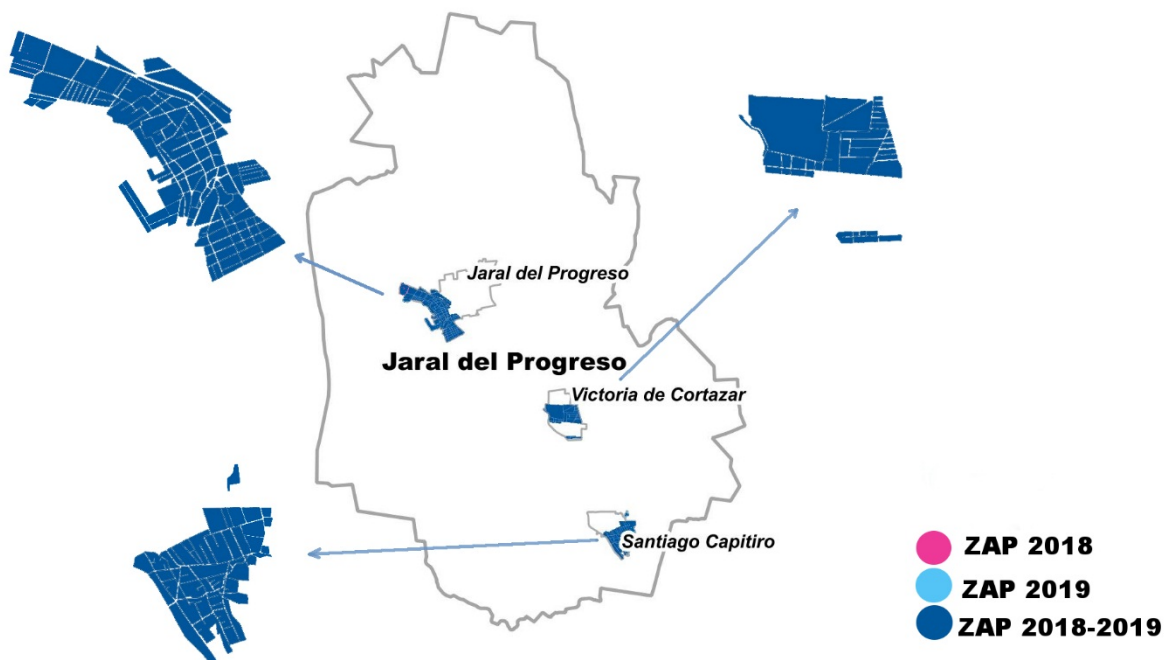 Jaral del Progreso
Jaral del Progreso
Victoria de Cortazar
Santiago Capitiro
ZAP 2018
ZAP 2019
ZAP 2018-2019